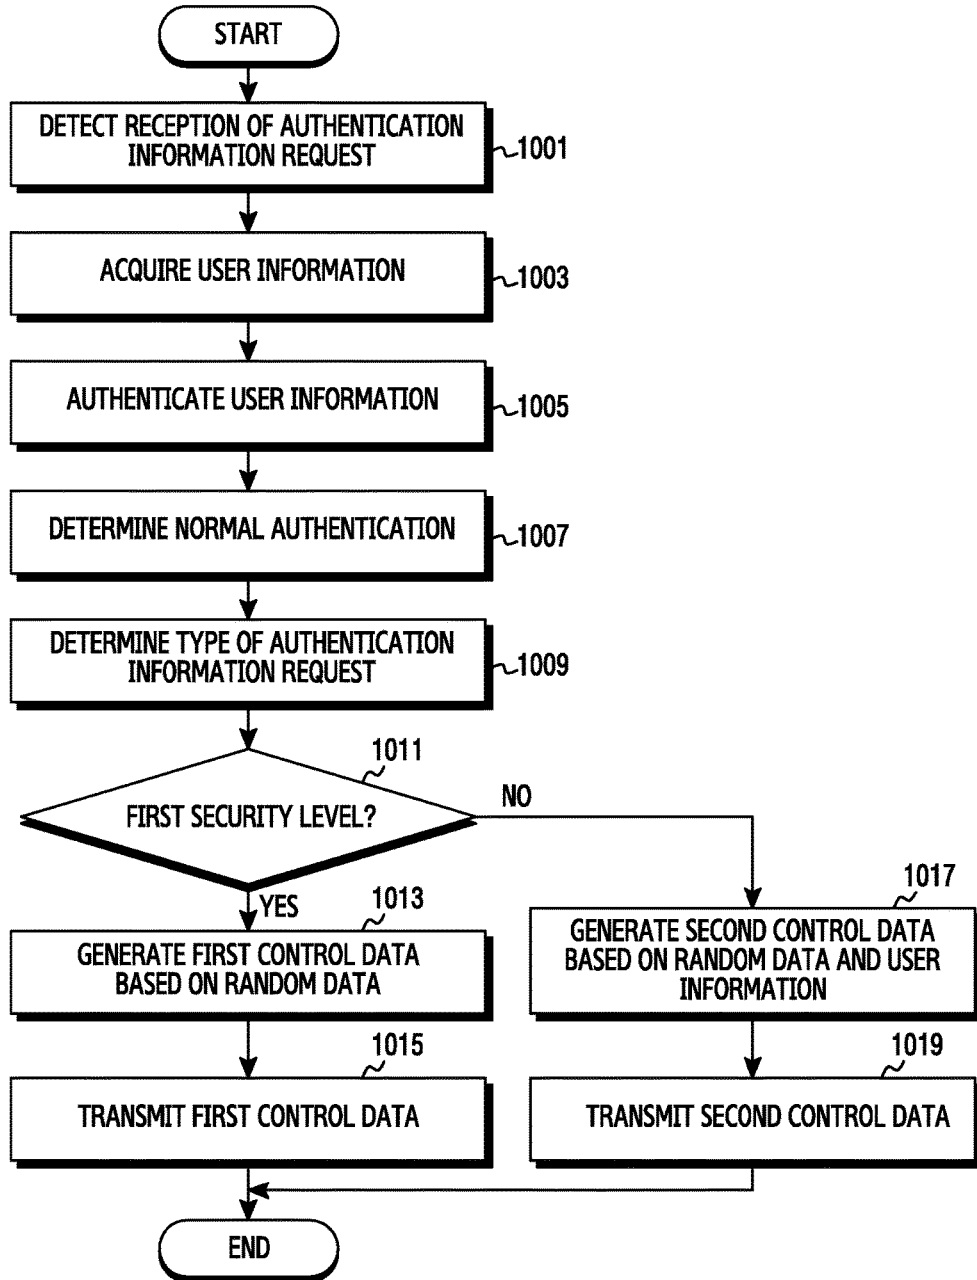 START
DETECT RECEPTION OF AUTHENTICATION
INFORMATION REQUEST
1001
ACQUIRE USER INFORMATION
1003
AUTHENTICATE USER INFORMATION
1005
DETERMINE NORMAL AUTHENTICATION
1007
DETERMINE TYPE OF AUTHENTICATION
INFORMATION REQUEST
1009
1011
FIRST SECURITY LEVEL?
NO
YES
1013
GENERATE FIRST CONTROL DATA
BASED ON RANDOM DATA
1015
TRANSMIT FIRST CONTROL DATA
1017
GENERATE SECOND CONTROL DATA
BASED ON RANDOM DATA AND USER
INFORMATION
1019
TRANSMIT SECOND CONTROL DATA
END